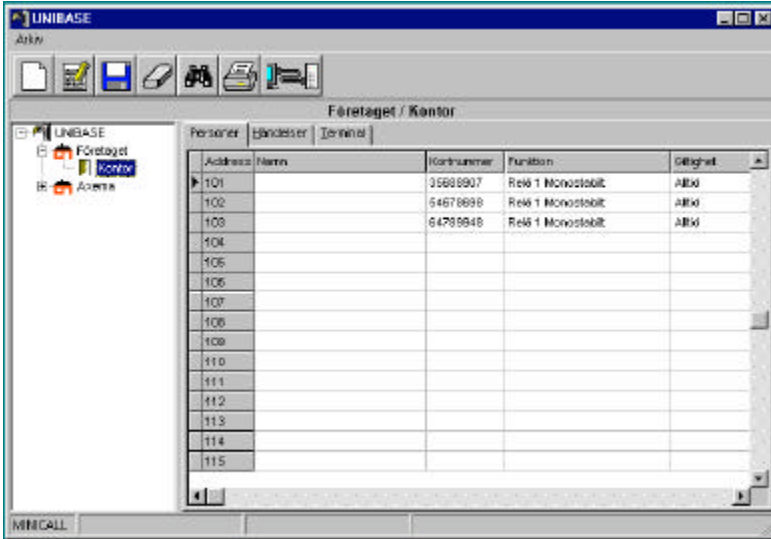 UNIBASE
Arkiv
Företaget / Kontor
UNIBASE
Företaget
Kontor
Axema
Personer Händelser Terminal
Address Namn Kortnummer Funktion Giltighet
101 35688907 Relä 1 Monostabilt Alltid
102 54678698 Relä 1 Monostabilt Alltid
103 64789948 Relä 1 Monostabilt Alltid
104
105
106
107
108
109
110
111
112
113
114
115
MINICALL